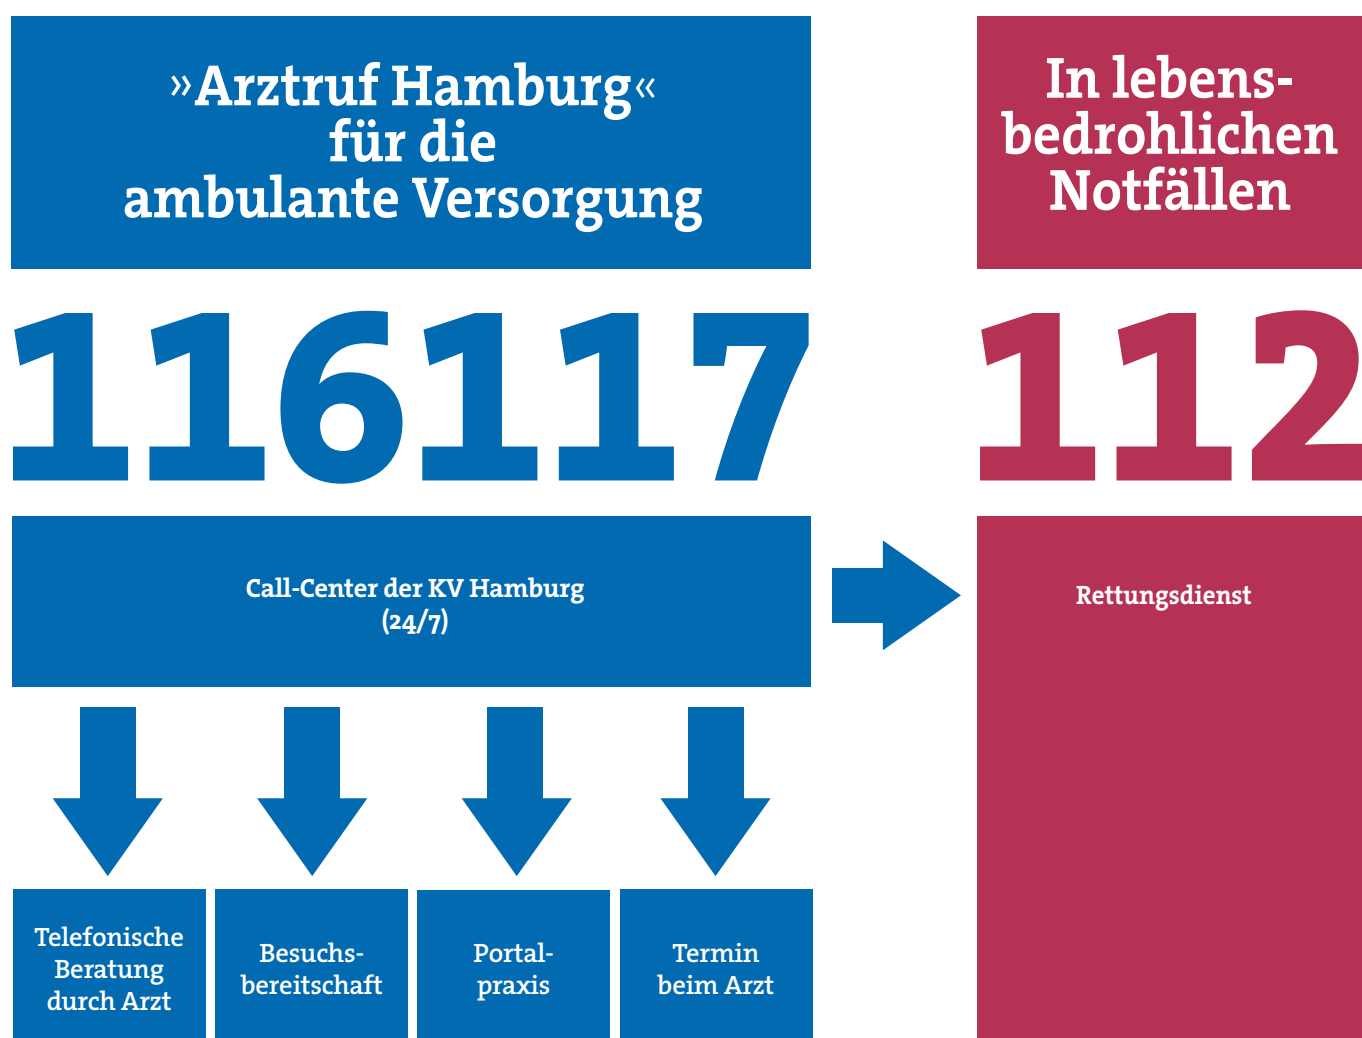 »Arztruf Hamburg«
für die
ambulante Versorgung
In lebens-
bedrohlichen
Notfällen
116117
112
Call-Center der KV Hamburg
(24/7)
Rettungsdienst
Telefonische
Beratung
durch Arzt
Besuchs-
bereitschaft
Portal-
praxis
Termin
beim Arzt